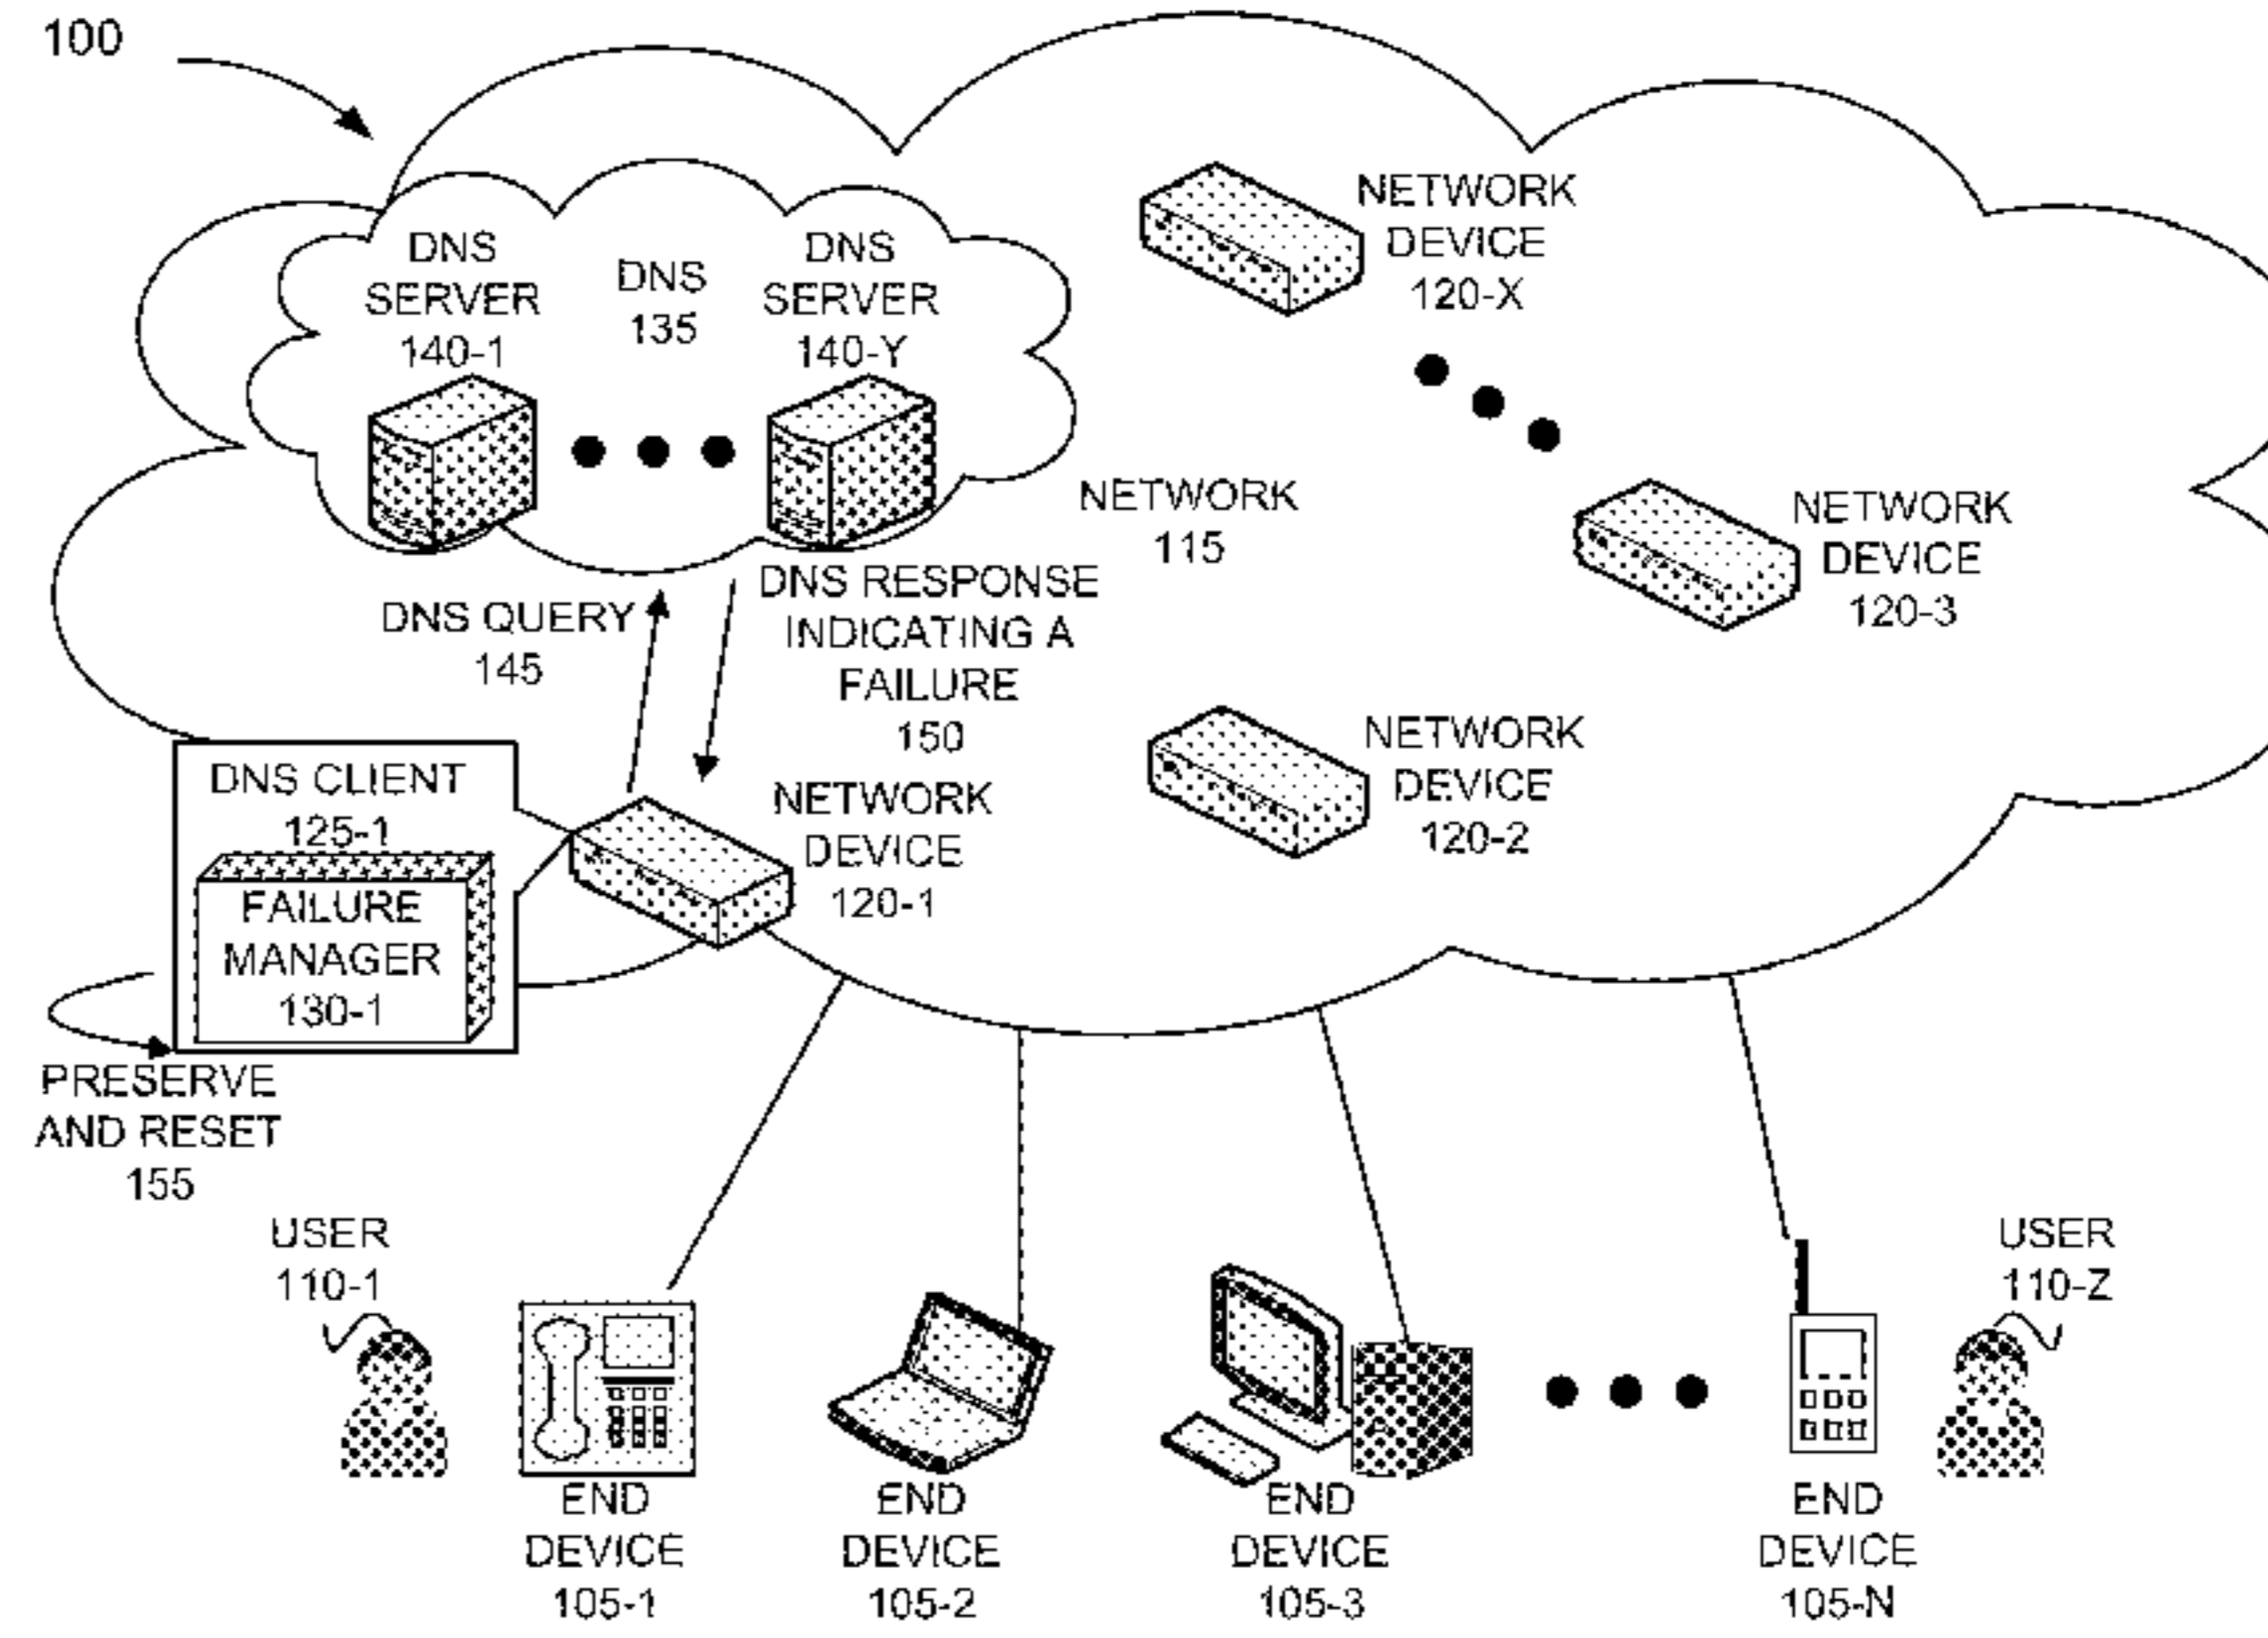 100
DNS
SERVER
140-1
DNS
135
DNS
SERVER
140-Y
NETWORK
DEVICE
120-X
NETWORK
115
NETWORK
DEVICE
120-3
DNS QUERY
145
DNS RESPONSE
INDICATING A
FAILURE
150
NETWORK
DEVICE
120-2
DNS CLIENT
125-1
FAILURE
MANAGER
130-1
NETWORK
DEVICE
120-1
PRESERVE
AND RESET
155
USER
110-1
USER
110-Z
END
DEVICE
105-1
END
DEVICE
105-2
END
DEVICE
105-3
END
DEVICE
105-N